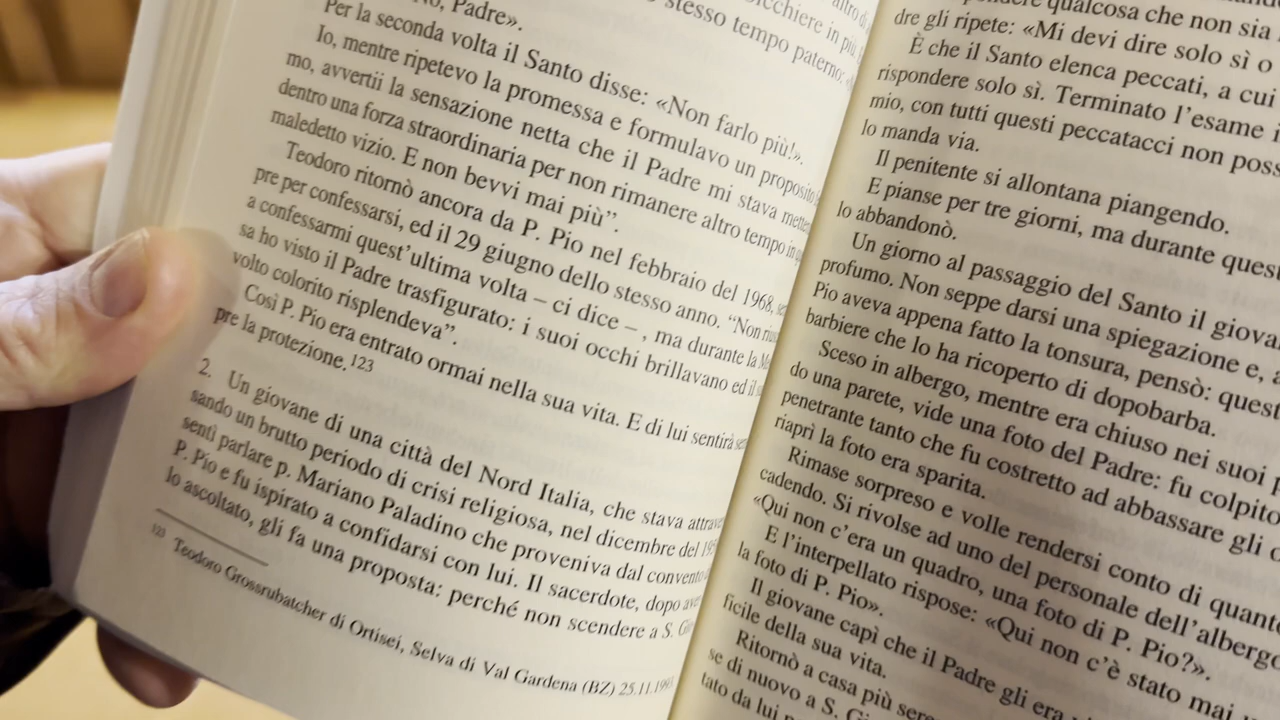 No, Padre».
stesso tempo paterno:
Per la seconda volta il Santo disse: «Non farlo più!».
Io, mentre ripetevo la promessa e formulavo un proposito
mo, avvertii la sensazione netta che il Padre mi stava
dentro una forza straordinaria per non rimanere altro tempo in
maledetto vizio. E non bevvi mai più”.
Teodoro ritornò ancora da P. Pio nel febbraio del 1968,
pre per confessarsi, ed il 29 giugno dello stesso anno. “Non
a confessarmi quest’ultima volta – ci dice – , ma durante la
sa ho visto il Padre trasfigurato: i suoi occhi brillavano ed il
volto colorito risplendeva”.
Così P. Pio era entrato ormai nella sua vita. E di lui sentirà
pre la protezione.123
2. Un giovane di una città del Nord Italia, che stava
sando un brutto periodo di crisi religiosa, nel dicembre del
sentì parlare p. Mariano Paladino che proveniva dal convento
P. Pio e fu ispirato a confidarsi con lui. Il sacerdote, dopo
lo ascoltato, gli fa una proposta: perché non scendere a S.
123 Teodoro Grossrubatcher di Ortisei, Selva di Val Gardena (BZ) 25.11.
qualcosa che non sia
dre gli ripete: «Mi devi dire solo sì o
È che il Santo elenca peccati, a cui
rispondere solo sì. Terminato l’esame
mio, con tutti questi peccatacci non
lo manda via.
Il penitente si allontana piangendo.
E pianse per tre giorni, ma durante
lo abbandonò.
Un giorno al passaggio del Santo il
profumo. Non seppe darsi una spiegazione e,
Pio aveva appena fatto la tonsura, pensò:
barbiere che lo ha ricoperto di dopobarba.
Sceso in albergo, mentre era chiuso nei suoi
do una parete, vide una foto del Padre: fu colpito
penetrante tanto che fu costretto ad abbassare gli
riaprì la foto era sparita.
Rimase sorpreso e volle rendersi conto di
cadendo. Si rivolse ad uno del personale dell’albergo
«Qui non c’era un quadro, una foto di P. Pio?».
E l’interpellato rispose: «Qui non c’è stato mai
la foto di P. Pio».
Il giovane capì che il Padre gli era
ficile della sua vita.
Ritornò a casa più
se di nuovo a S.
tato da lui